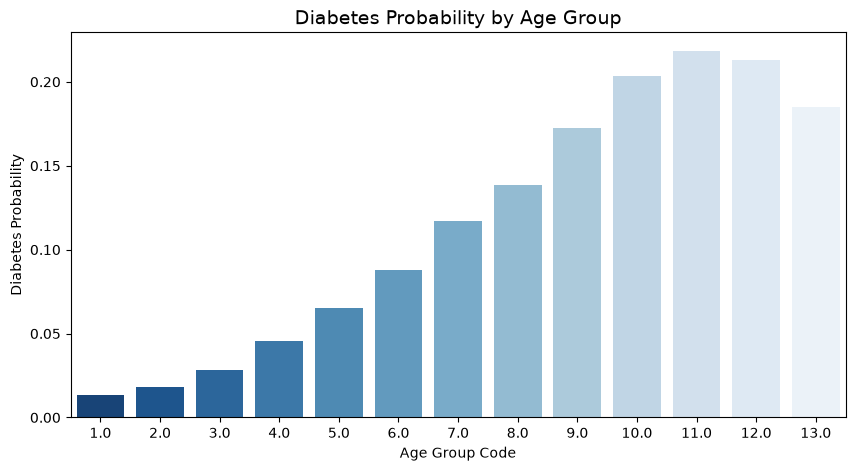 Diabetes Probability by Age Group
0.20
0.15
0.10
0.05
0.00
Diabetes Probability
1.0 2.0 3.0 4.0 5.0 6.0 7.0 8.0 9.0 10.0 11.0 12.0 13.0
Age Group Code